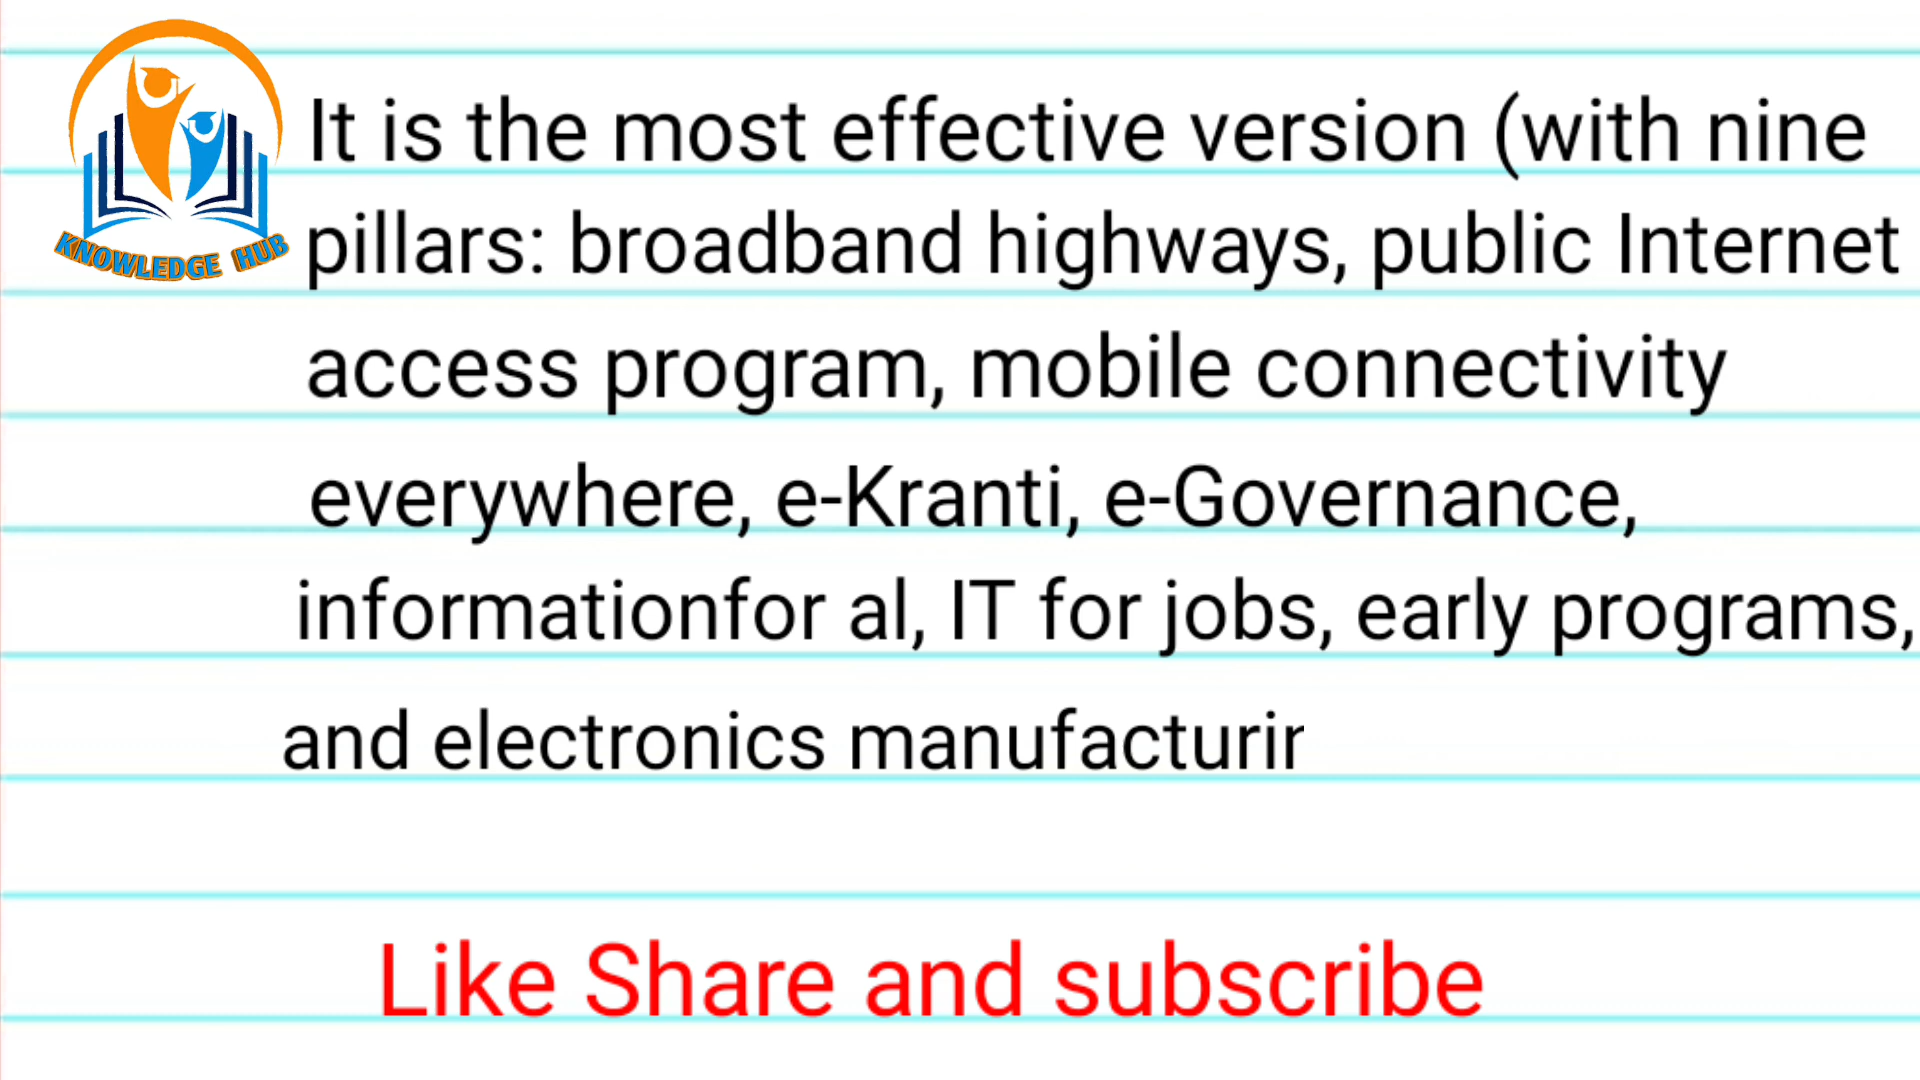 KNOWLEDGE HUB
It is the most effective version (with nine
pillars: broadband highways, public Internet
access program, mobile connectivity
everywhere, e-Kranti, e-Governance,
informationfor al, IT for jobs, early programs,
and electronics manufacturir
Like Share and subscribe